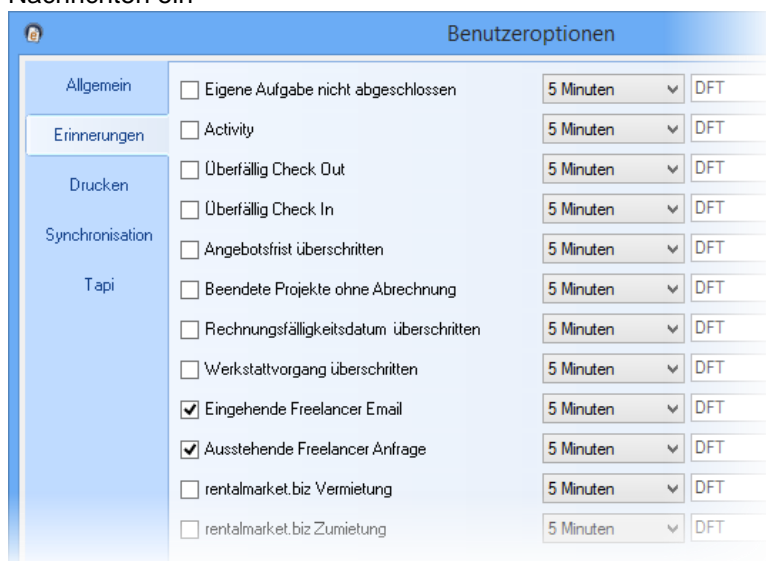 Nachrichten ein
Benutzeroptionen
Allgemein
Erinnerungen
Drucken
Synchronisation
Tapi
Eigene Aufgabe nicht abgeschlossen 5 Minuten DFT
Activity 5 Minuten DFT
Überfällig Check Out 5 Minuten DFT
Überfällig Check In 5 Minuten DFT
Angebotsfrist überschritten 5 Minuten DFT
Beendete Projekte ohne Abrechnung 5 Minuten DFT
Rechnungsfälligkeitsdatum überschritten 5 Minuten DFT
Werkstattvorgang überschritten 5 Minuten DFT
Eingehende Freelancer Email 5 Minuten DFT
Ausstehende Freelancer Anfrage 5 Minuten DFT
rentalmarket.biz Vermietung 5 Minuten DFT
rentalmarket.biz Zumietung 5 Minuten DFT